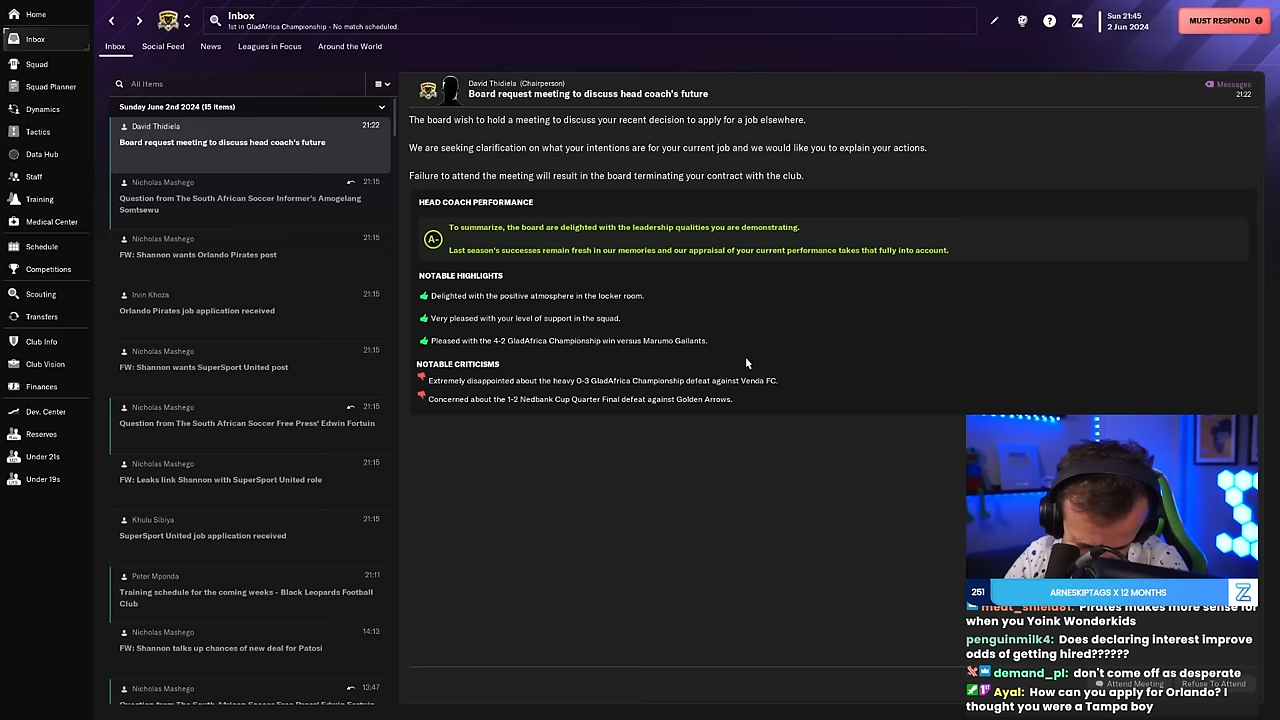 Home
Inbox
Squad
Squad Planner
Dynamics
Tactics
Data Hub
Staff
Training
Medical Center
Schedule
Competitions
Scouting
Transfers
Club Info
Club Vision
Finances
Dev. Center
Reserves
Under 21s
Under 19s
Inbox
1st in GladAfrica Championship - No match scheduled.
Sun 21:45
2 Jun 2024
MUST RESPOND
Inbox Social Feed News Leagues in Focus Around the World
All Items
Sunday June 2nd 2024 (15 items)
David Thidiela 21:22
Board request meeting to discuss head coach's future
Nicholas Mashego 21:15
Question from The South African Soccer Informer's Amogelang
Somtsewu
Nicholas Mashego 21:15
FW: Shannon wants Orlando Pirates post
Irvin Khoza 21:15
Orlando Pirates job application received
Nicholas Mashego 21:15
FW: Shannon wants SuperSport United post
Nicholas Mashego 21:15
Question from The South African Soccer Free Press' Edwin Fortuin
Nicholas Mashego 21:15
FW: Leaks link Shannon with SuperSport United role
Khulu Sibiya 21:15
SuperSport United job application received
Peter Mponda 21:11
Training schedule for the coming weeks - Black Leopards Football
Club
Nicholas Mashego 14:13
FW: Shannon talks up chances of new deal for Patosi
Nicholas Mashego 13:47
Question from The South African Soccer Free Press' Edwin Fortuin
David Thidiela (Chairperson)
Board request meeting to discuss head coach's future
Messages
21:22
The board wish to hold a meeting to discuss your recent decision to apply for a job elsewhere.
We are seeking clarification on what your intentions are for your current job and we would like you to explain your actions.
Failure to attend the meeting will result in the board terminating your contract with the club.
HEAD COACH PERFORMANCE
A-
To summarize, the board are delighted with the leadership qualities you are demonstrating.
Last season's successes remain fresh in our memories and our appraisal of your current performance takes that fully into account.
NOTABLE HIGHLIGHTS
Delighted with the positive atmosphere in the locker room.
Very pleased with your level of support in the squad.
Pleased with the 4-2 GladAfrica Championship win versus Marumo Gallants.
NOTABLE CRITICISMS
Extremely disappointed about the heavy 0-3 GladAfrica Championship defeat against Venda FC.
Concerned about the 1-2 Nedbank Cup Quarter Final defeat against Golden Arrows.
251 ARNESKIPTAGS X 12 MONTHS
meat_shield81: Pirates makes more sense for
when you Yoink Wonderkids
penguinmilk4: Does declaring interest improve
odds of getting hired??????
demand_pl: don't come off as desperate
Attend Meeting Refuse To Attend
Ayal: How can you apply for Orlando? I
thought you were a Tampa boy